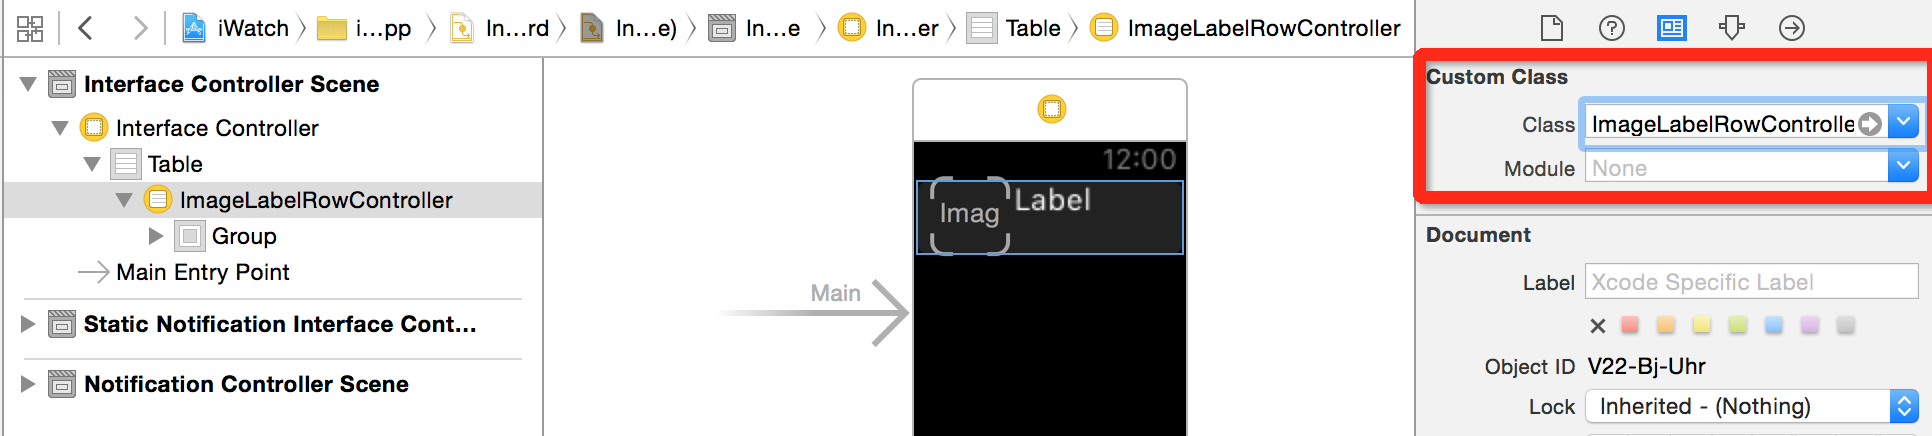 iWatch
i...pp
In...rd
In...e)
In...e
In...er
Table
ImageLabelRowController
Interface Controller Scene
Interface Controller
Table
ImageLabelRowController
Group
Main Entry Point
Static Notification Interface Cont...
Notification Controller Scene
12:00
Imag
Label
Main
Custom Class
Class ImageLabelRowControlle
Module None
Document
Label Xcode Specific Label
Object ID V22-Bj-Uhr
Lock Inherited - (Nothing)